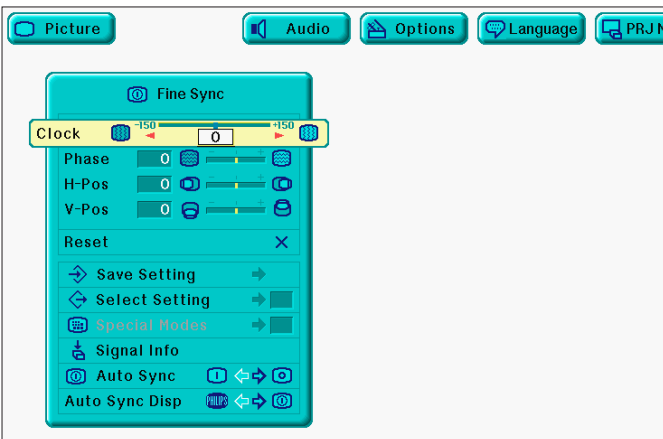 Picture
Audio
Options
Language
PRJ
Fine Sync
Clock -150 0 +150
Phase 0
H-Pos 0
V-Pos 0
Reset
Save Setting
Select Setting
Special Modes
Signal Info
Auto Sync
Auto Sync Disp PHILIPS